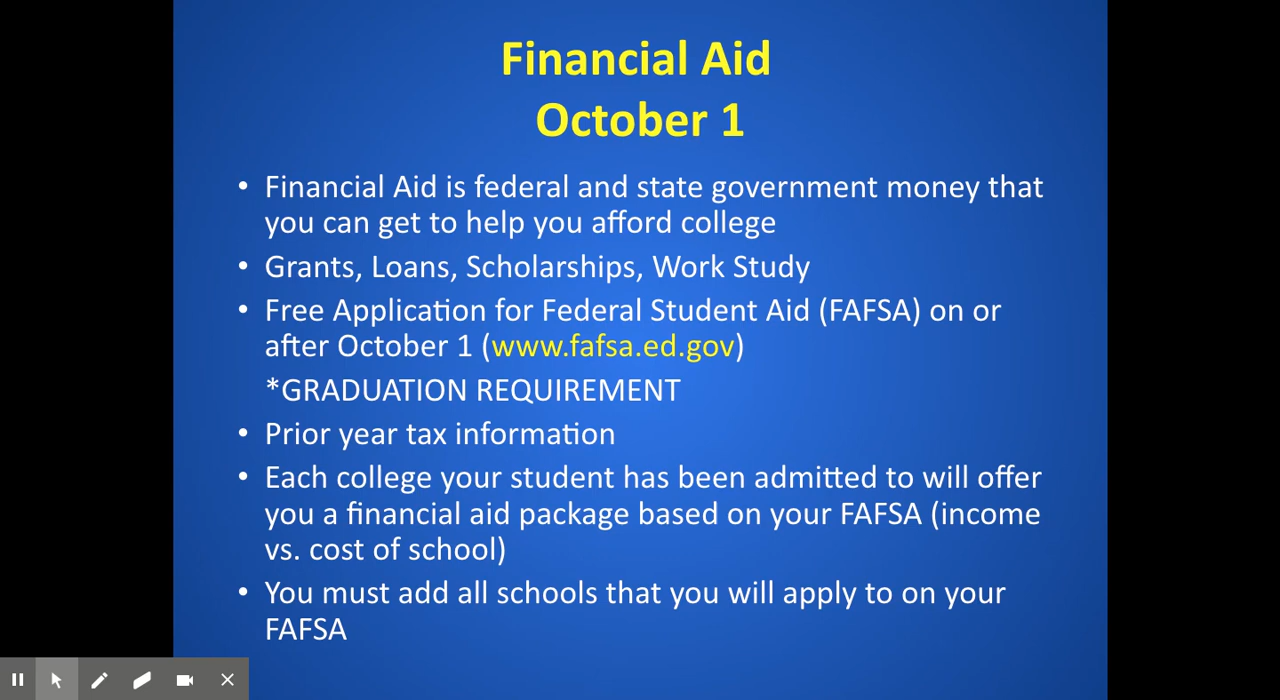 Financial Aid
October 1
• Financial Aid is federal and state government money that
you can get to help you afford college
• Grants, Loans, Scholarships, Work Study
• Free Application for Federal Student Aid (FAFSA) on or
after October 1 (www.fafsa.ed.gov)
*GRADUATION REQUIREMENT
• Prior year tax information
• Each college your student has been admitted to will offer
you a financial aid package based on your FAFSA (income
vs. cost of school)
• You must add all schools that you will apply to on your
FAFSA